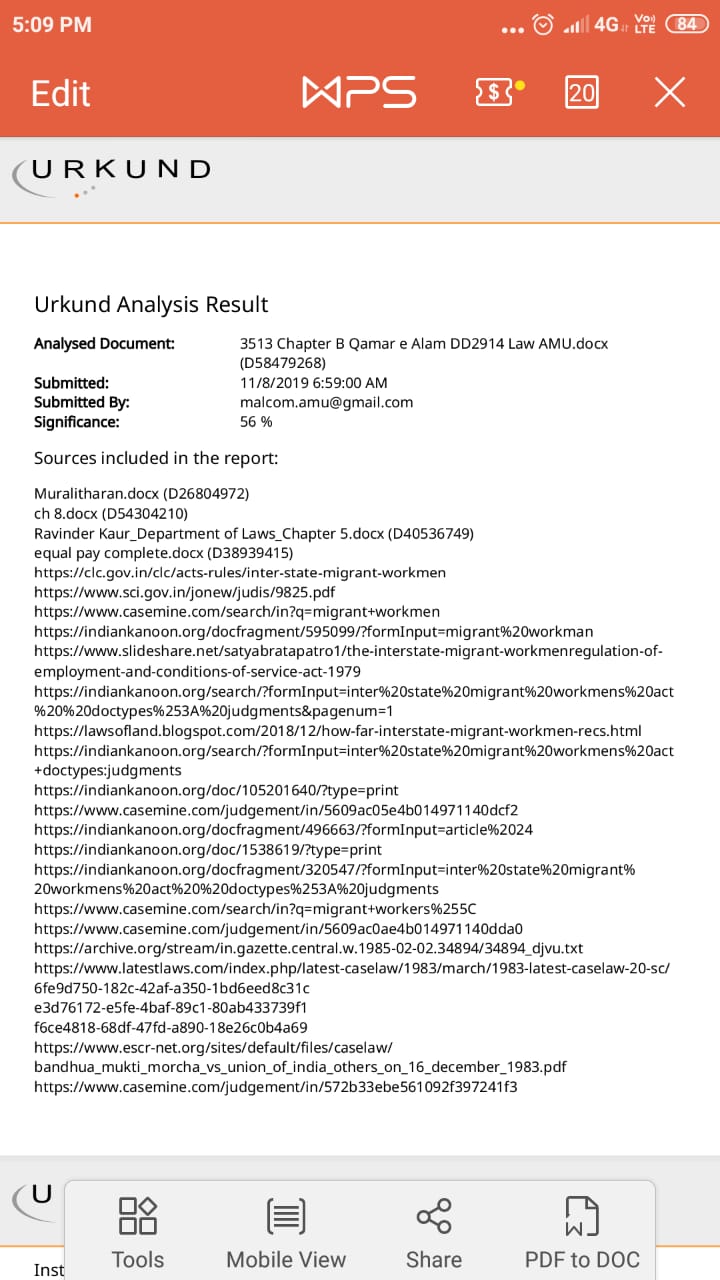 5:09 PM
4G
Vo))
LTE
84
Edit
WPS
$
20
URKUND
Urkund Analysis Result
Analysed Document: 3513 Chapter B Qamar e Alam DD2914 Law AMU.docx
(D58479268)
Submitted: 11/8/2019 6:59:00 AM
Submitted By: malcom.amu@gmail.com
Significance: 56 %
Sources included in the report:
Muralitharan.docx (D26804972)
ch 8.docx (D54304210)
Ravinder Kaur_Department of Laws_Chapter 5.docx (D40536749)
equal pay complete.docx (D38939415)
https://clc.gov.in/clc/acts-rules/inter-state-migrant-workmen
https://www.sci.gov.in/jonew/judis/9825.pdf
https://www.casemine.com/search/in?q=migrant+workmen
https://indiankanoon.org/docfragment/595099/?formInput=migrant%20workman
https://www.slideshare.net/satyabratapatro1/the-interstate-migrant-workmenregulation-of-
employment-and-conditions-of-service-act-1979
https://indiankanoon.org/search/?formInput=inter%20state%20migrant%20workmens%20act
%20%20doctypes%253A%20judgments&pagenum=1
https://lawsofland.blogspot.com/2018/12/how-far-interstate-migrant-workmen-recs.html
https://indiankanoon.org/search/?formInput=inter%20state%20migrant%20workmens%20act
+doctypes:judgments
https://indiankanoon.org/doc/105201640/?type=print
https://www.casemine.com/judgement/in/5609ac05e4b014971140dcf2
https://indiankanoon.org/docfragment/496663/?formInput=article%2024
https://indiankanoon.org/doc/1538619/?type=print
https://indiankanoon.org/docfragment/320547/?formInput=inter%20state%20migrant%
20workmens%20act%20%20doctypes%253A%20judgments
https://www.casemine.com/search/in?q=migrant+workers%255C
https://www.casemine.com/judgement/in/5609ac0ae4b014971140dda0
https://archive.org/stream/in.gazette.central.w.1985-02-02.34894/34894_djvu.txt
https://www.latestlaws.com/index.php/latest-caselaw/1983/march/1983-latest-caselaw-20-sc/
6fe9d750-182c-42af-a350-1bd6eed8c31c
e3d76172-e5fe-4baf-89c1-80ab433739f1
f6ce4818-68df-47fd-a890-18e26c0b4a69
https://www.escr-net.org/sites/default/files/caselaw/
bandhua_mukti_morcha_vs_union_of_india_others_on_16_december_1983.pdf
https://www.casemine.com/judgement/in/572b33ebe561092f397241f3
U
Inst
Tools
Mobile View
Share
PDF to DOC